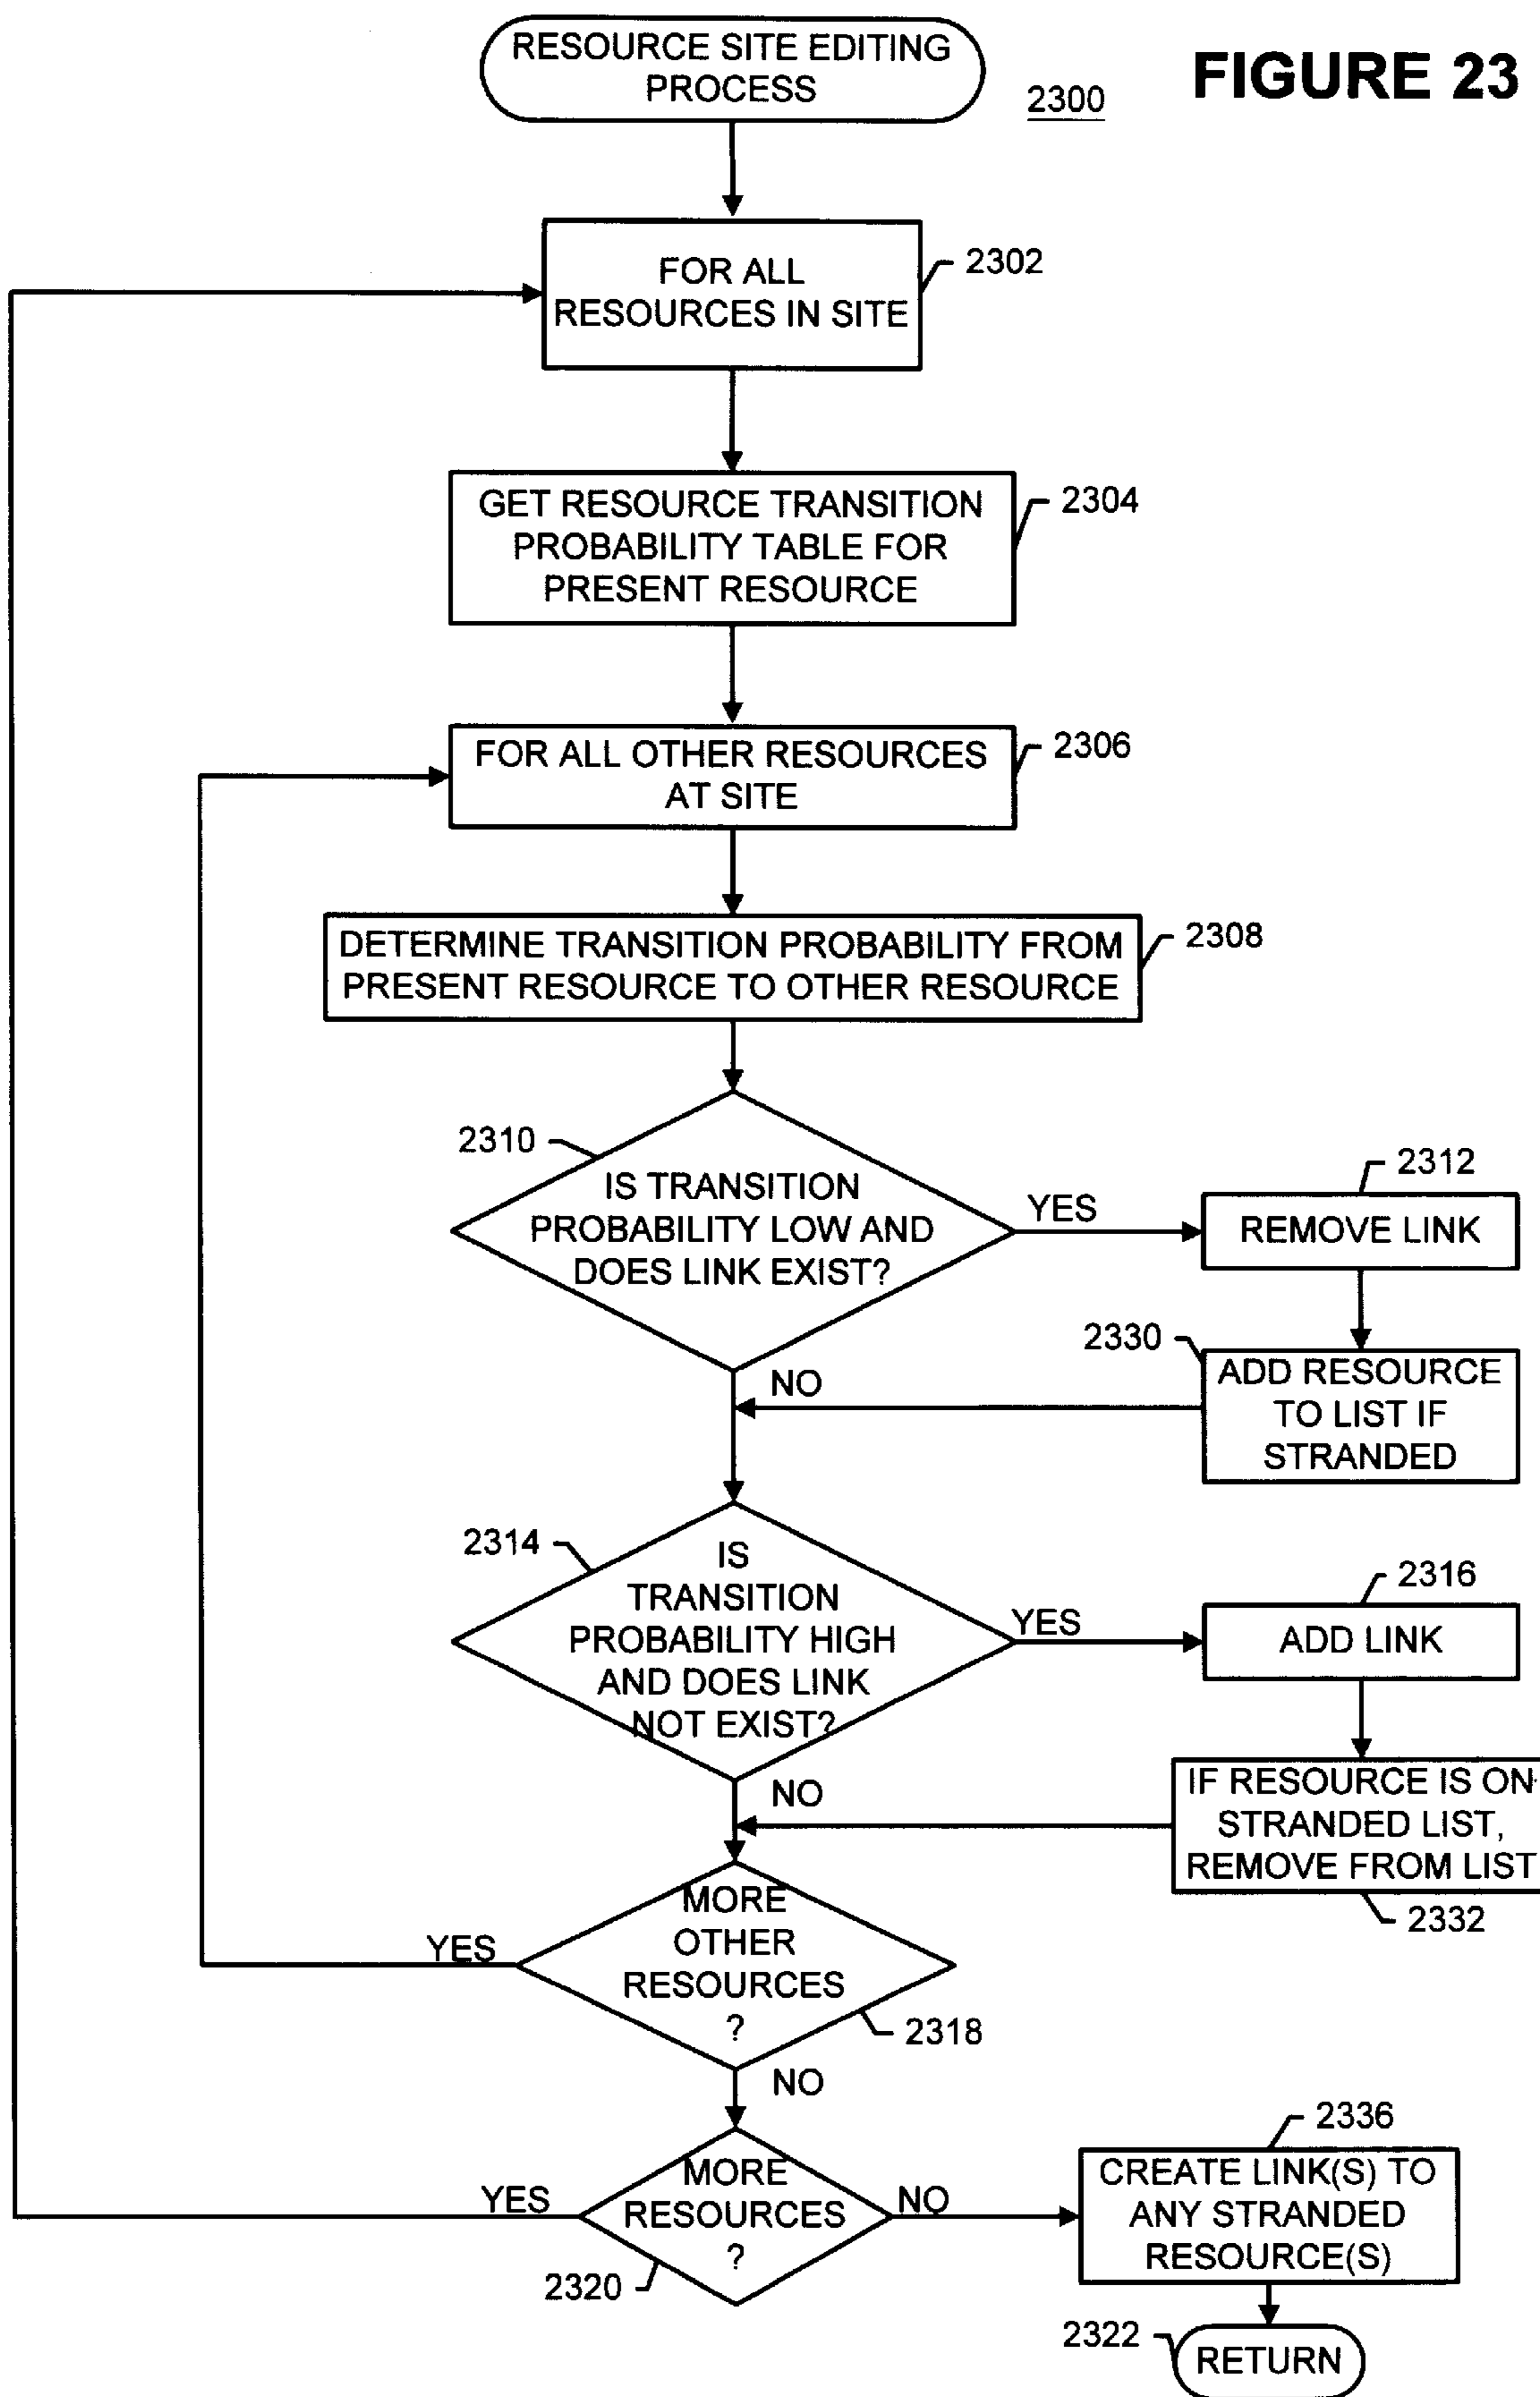 RESOURCE SITE EDITING
PROCESS
2300
FIGURE 23
FOR ALL
RESOURCES IN SITE
2302
GET RESOURCE TRANSITION
PROBABILITY TABLE FOR
PRESENT RESOURCE
2304
FOR ALL OTHER RESOURCES
AT SITE
2306
DETERMINE TRANSITION PROBABILITY FROM
PRESENT RESOURCE TO OTHER RESOURCE
2308
2310
IS TRANSITION
PROBABILITY LOW AND
DOES LINK EXIST?
YES
2312
REMOVE LINK
2330
ADD RESOURCE
TO LIST IF
STRANDED
NO
2314
IS
TRANSITION
PROBABILITY HIGH
AND DOES LINK
NOT EXIST?
YES
2316
ADD LINK
NO
IF RESOURCE IS ON
STRANDED LIST,
REMOVE FROM LIST
2332
MORE
OTHER
RESOURCES
?
YES
2318
NO
MORE
RESOURCES
?
YES
NO
2320
2336
CREATE LINK(S) TO
ANY STRANDED
RESOURCE(S)
2322
RETURN